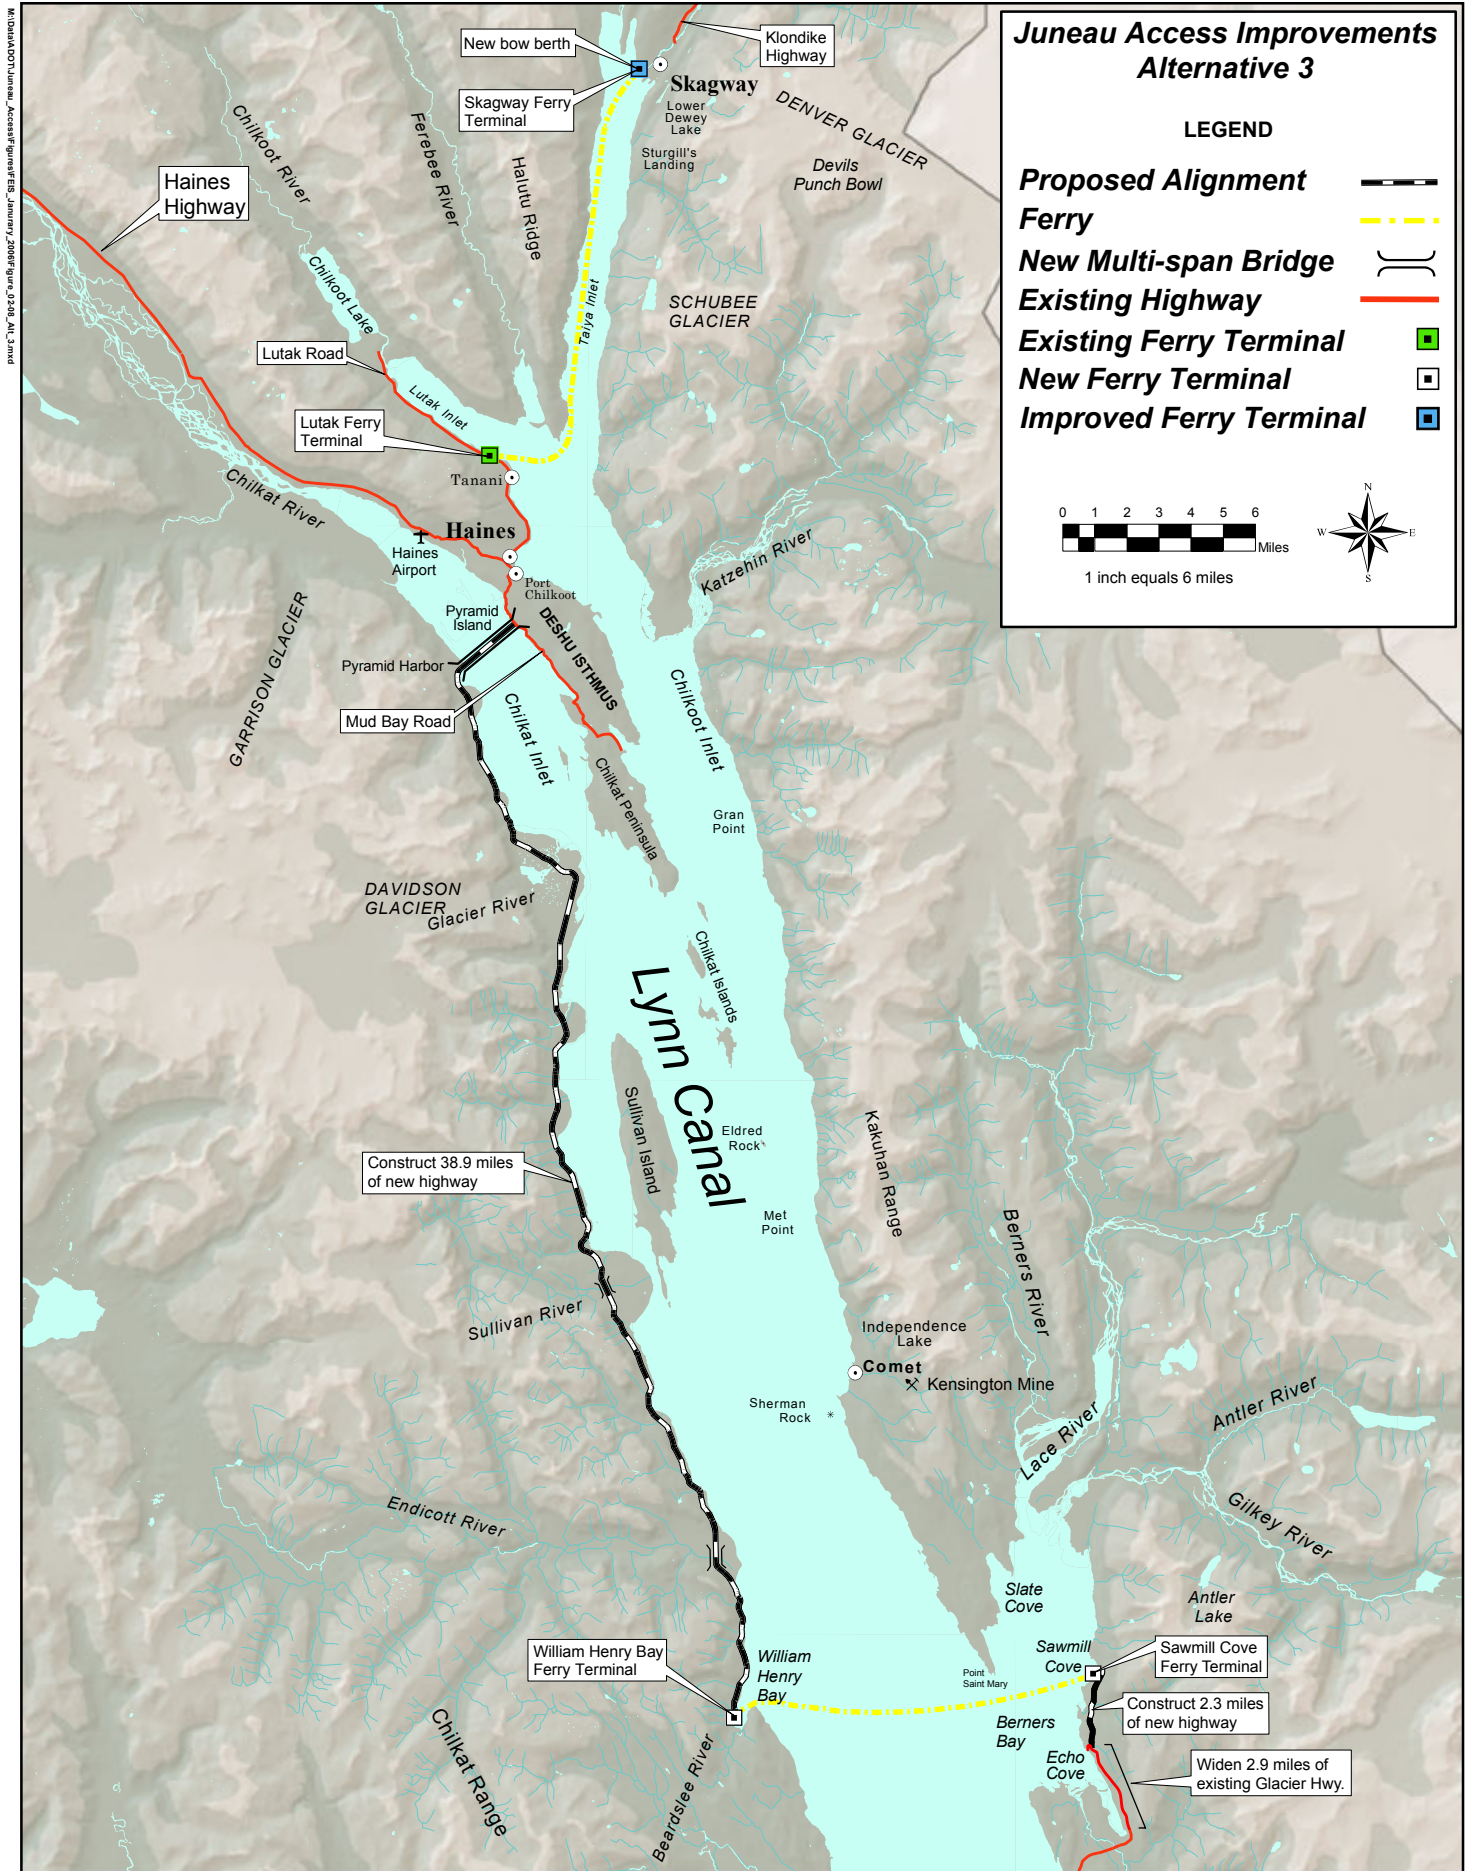 M:\Data\ADOT\Juneau_Access\Figures\FEIS_Janurary_2006\Figure_02-08_Alt_3.mxd
Juneau Access Improvements
Alternative 3
LEGEND
Proposed Alignment
Ferry
New Multi-span Bridge
Existing Highway
Existing Ferry Terminal
New Ferry Terminal
Improved Ferry Terminal
0 1 2 3 4 5 6
Miles
1 inch equals 6 miles
N
W
E
S
New bow berth
Klondike
Highway
Skagway
Skagway Ferry
Terminal
Lower
Dewey
Lake
DENVER GLACIER
Sturgill's
Landing
Devils
Punch Bowl
Chilkoot River
Ferebee River
Halutu Ridge
Haines
Highway
Chilkoot Lake
Taiya Inlet
SCHUBEE
GLACIER
Lutak Road
Lutak Inlet
Lutak Ferry
Terminal
Tanani
Chilkat River
Haines
Haines
Airport
Port
Chilkoot
Katzehin River
Pyramid
Island
DESHU ISTHMUS
GARRISON GLACIER
Pyramid Harbor
Mud Bay Road
Chilkat Inlet
Chilkoot Inlet
Chilkat Peninsula
Gran
Point
DAVIDSON
GLACIER
Glacier River
Chilkat Islands
Lynn Canal
Sullivan Island
Eldred
Rock
Kakuhan Range
Construct 38.9 miles
of new highway
Met
Point
Berners River
Sullivan River
Independence
Lake
Comet
Kensington Mine
Sherman
Rock
Antler River
Lace River
Endicott River
Gilkey River
Slate
Cove
Antler
Lake
William Henry Bay
Ferry Terminal
William
Henry
Bay
Sawmill
Cove
Sawmill Cove
Ferry Terminal
Point
Saint Mary
Construct 2.3 miles
of new highway
Berners
Bay
Echo
Cove
Widen 2.9 miles of
existing Glacier Hwy.
Chilkat Range
Beardslee River